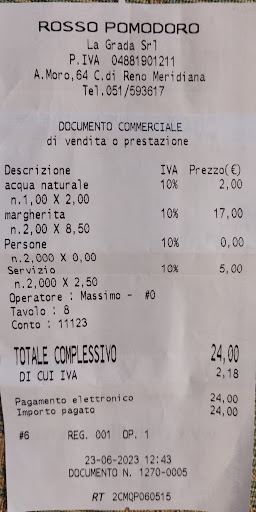 ROSSO POMODORO
La Grada Srl
P.IVA 04881901211
A.Moro,64 C.di Reno Meridiana
Tel.051/593617
DOCUMENTO COMMERCIALE
di vendita o prestazione
Descrizione IVA Prezzo(€)
acqua naturale 10% 2,00
n.1,00 X 2,00
margherita 10% 17,00
n.2,00 X 8,50
Persone 10% 0,00
n.2,000 X 0,00
Servizio 10% 5,00
n.2,000 X 2,50
Operatore : Massimo - #0
Tavolo : 8
Conto : 11123
TOTALE COMPLESSIVO 24,00
DI CUI IVA 2,18
Pagamento elettronico 24,00
Importo pagato 24,00
#6 REG. 001 OP. 1
23-06-2023 12:43
DOCUMENTO N. 1270-0005
RT 2CMQP060515